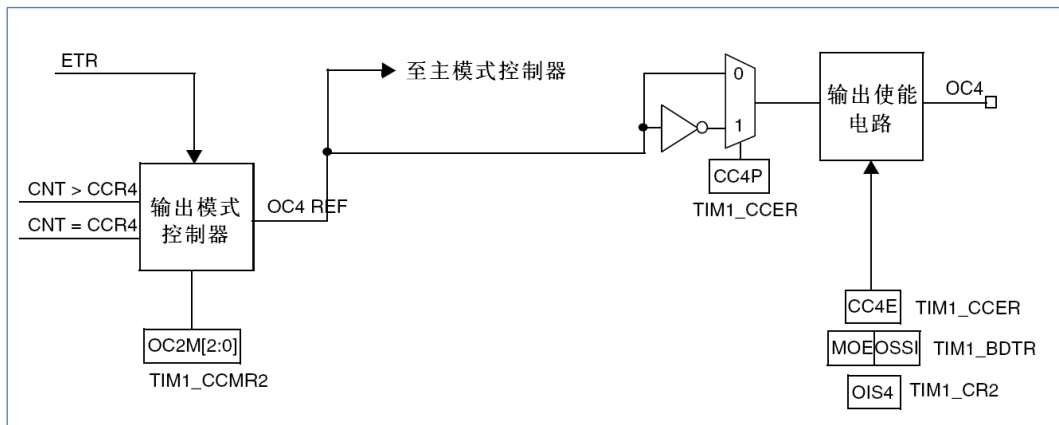 ETR
至主模式控制器
0
1
输出使能
电路
OC4
CC4P
TIM1_CCER
CNT > CCR4
CNT = CCR4
输出模式
控制器
OC4 REF
OC2M[2:0]
TIM1_CCMR2
CC4E TIM1_CCER
MOE OSSI TIM1_BDTR
OIS4 TIM1_CR2